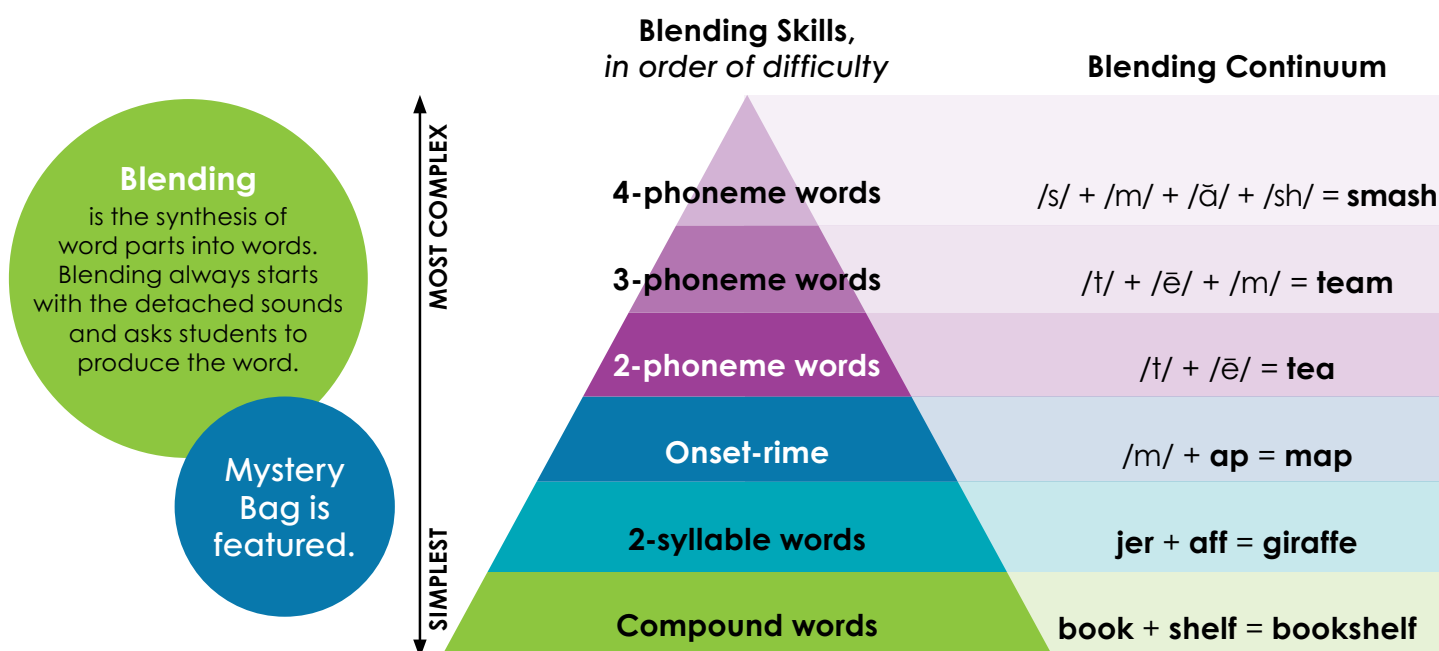 Blending Skills,
in order of difficulty
Blending Continuum
Blending
is the synthesis of
word parts into words.
Blending always starts
with the detached sounds
and asks students to
produce the word.
Mystery
Bag is
featured.
MOST COMPLEX
SIMPLEST
4-phoneme words
/s/ + /m/ + /ă/ + /sh/ = smash
3-phoneme words
/t/ + /ē/ + /m/ = team
2-phoneme words
/t/ + /ē/ = tea
Onset-rime
/m/ + ap = map
2-syllable words
jer + aff = giraffe
Compound words
book + shelf = bookshelf